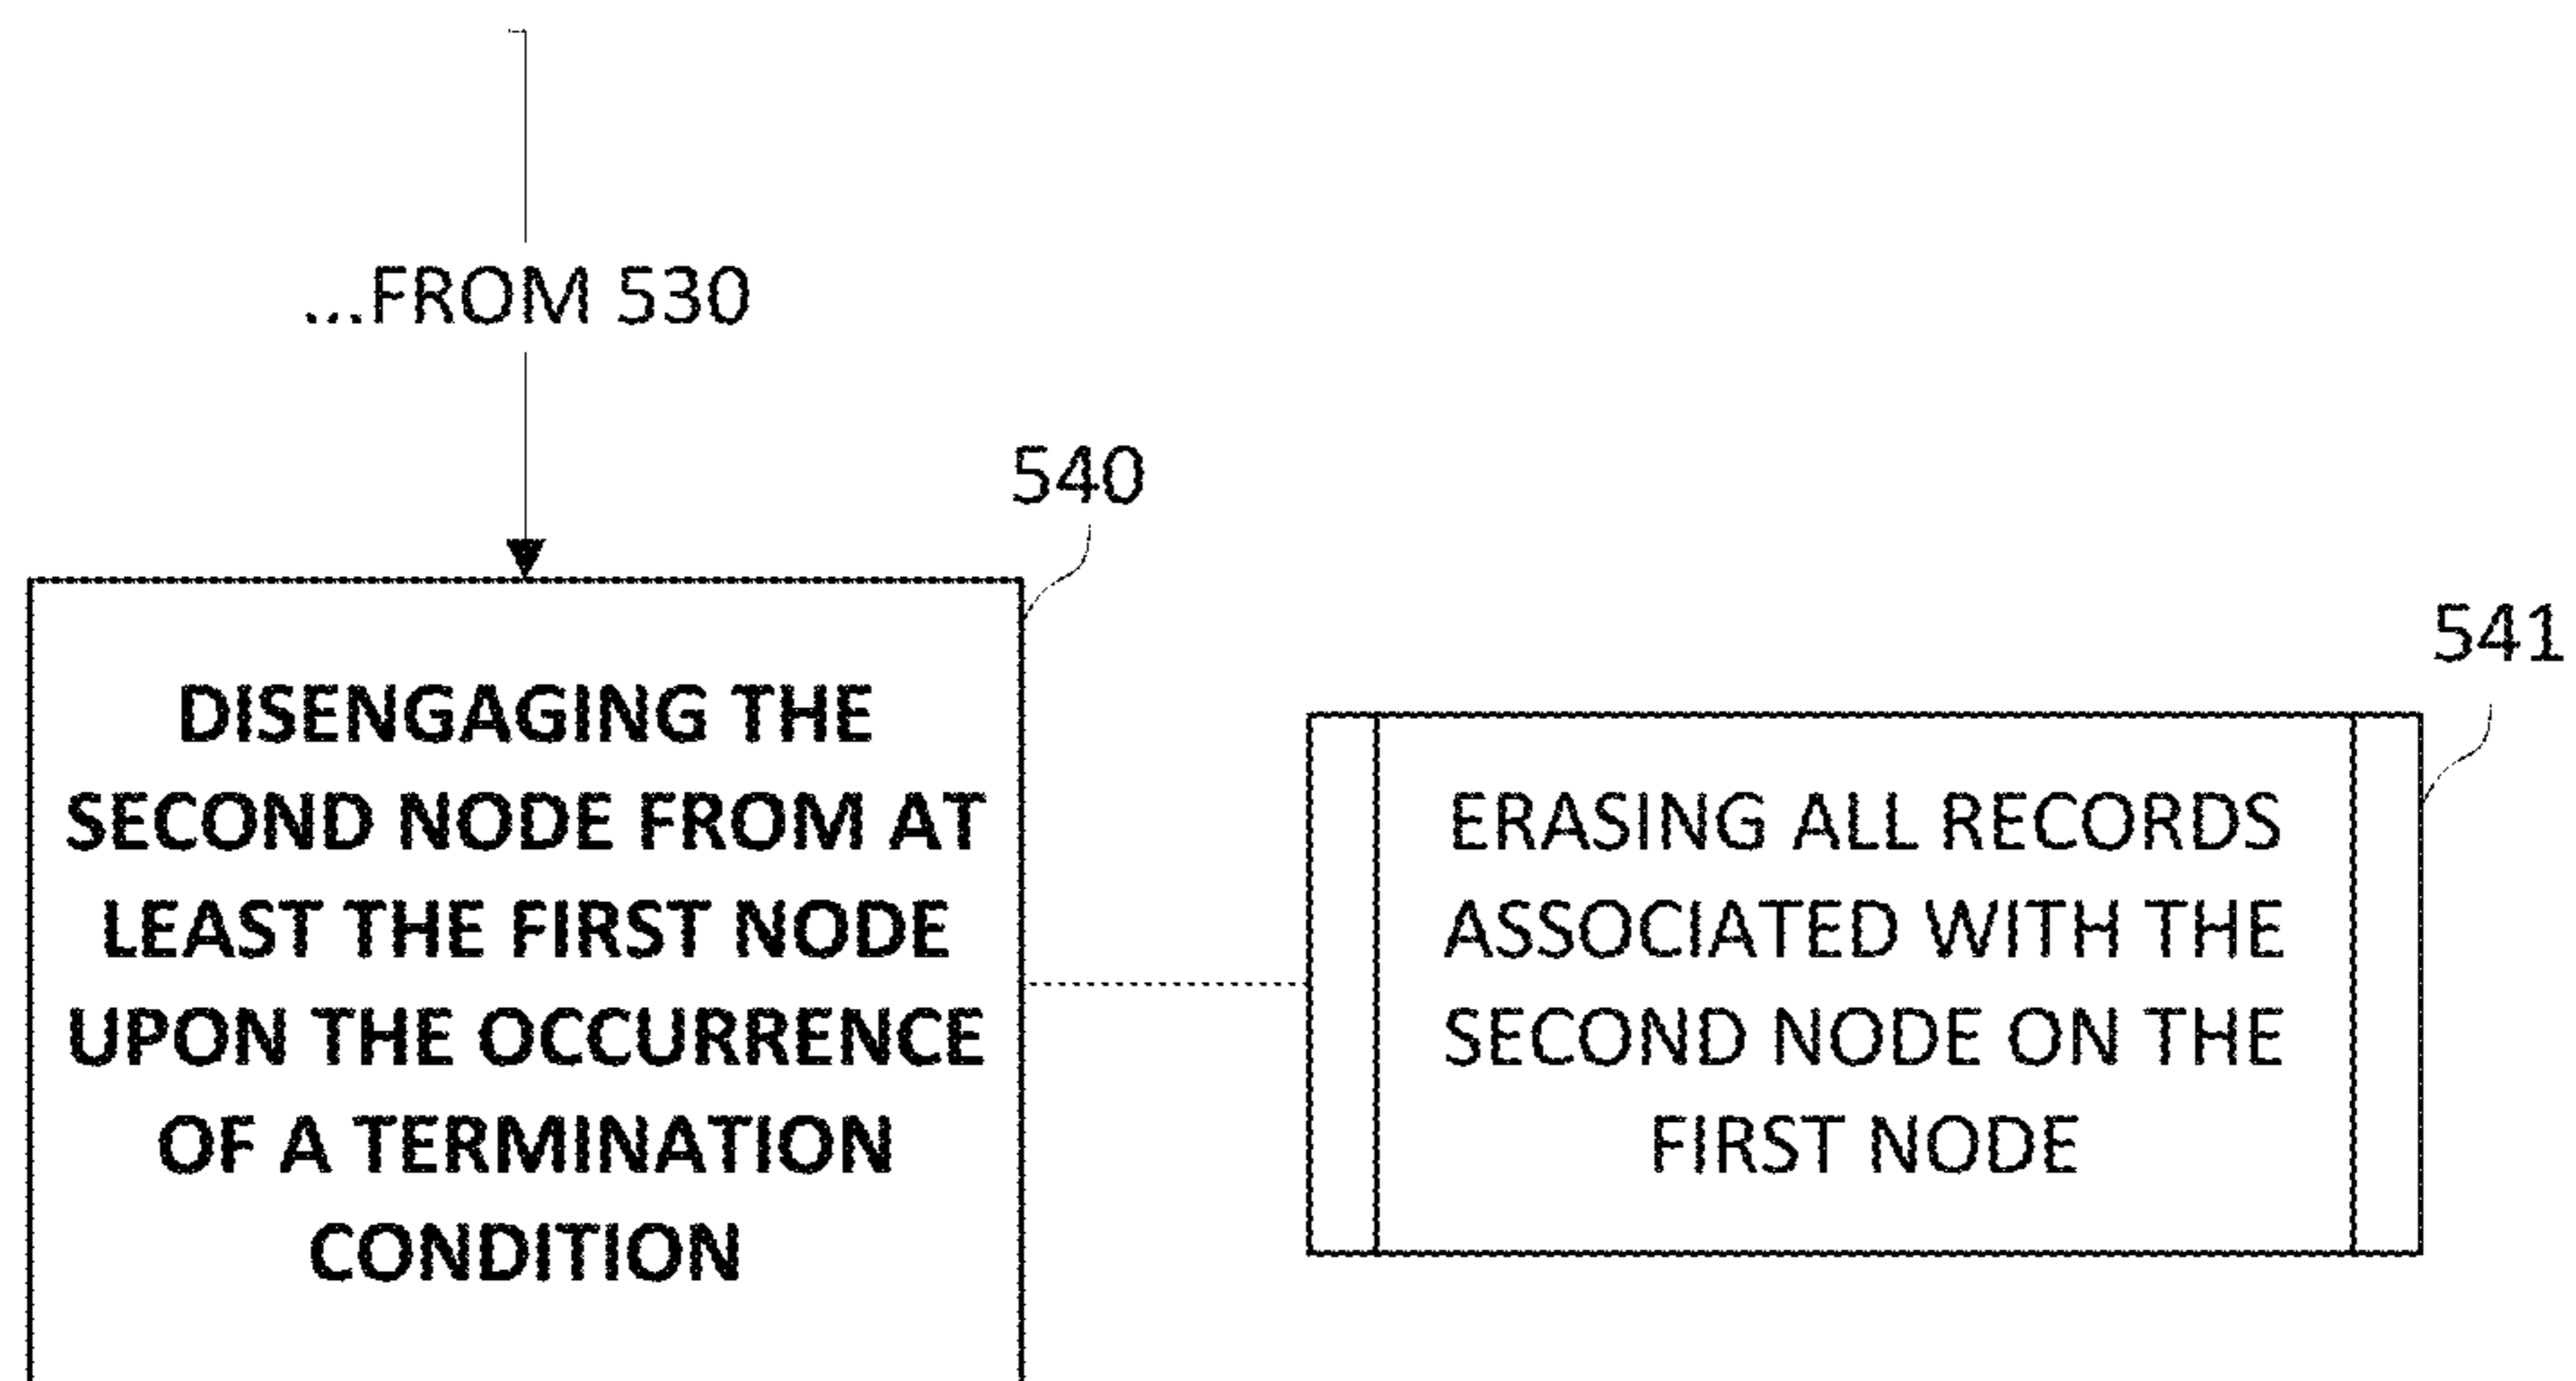 ...FROM 530
540
DISENGAGING THE
SECOND NODE FROM AT
LEAST THE FIRST NODE
UPON THE OCCURRENCE
OF A TERMINATION
CONDITION
541
ERASING ALL RECORDS
ASSOCIATED WITH THE
SECOND NODE ON THE
FIRST NODE